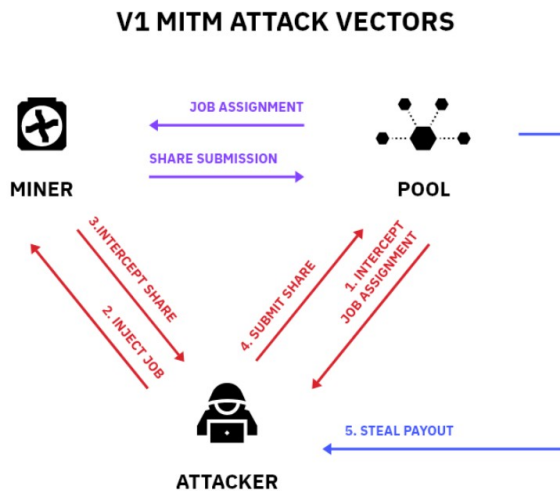 V1 MITM ATTACK VECTORS
JOB ASSIGNMENT
SHARE SUBMISSION
MINER
POOL
3.INTERCEPT SHARE
2. INJECT JOB
4. SUBMIT SHARE
1. INTERCEPT
JOB ASSIGNMENT
5. STEAL PAYOUT
ATTACKER